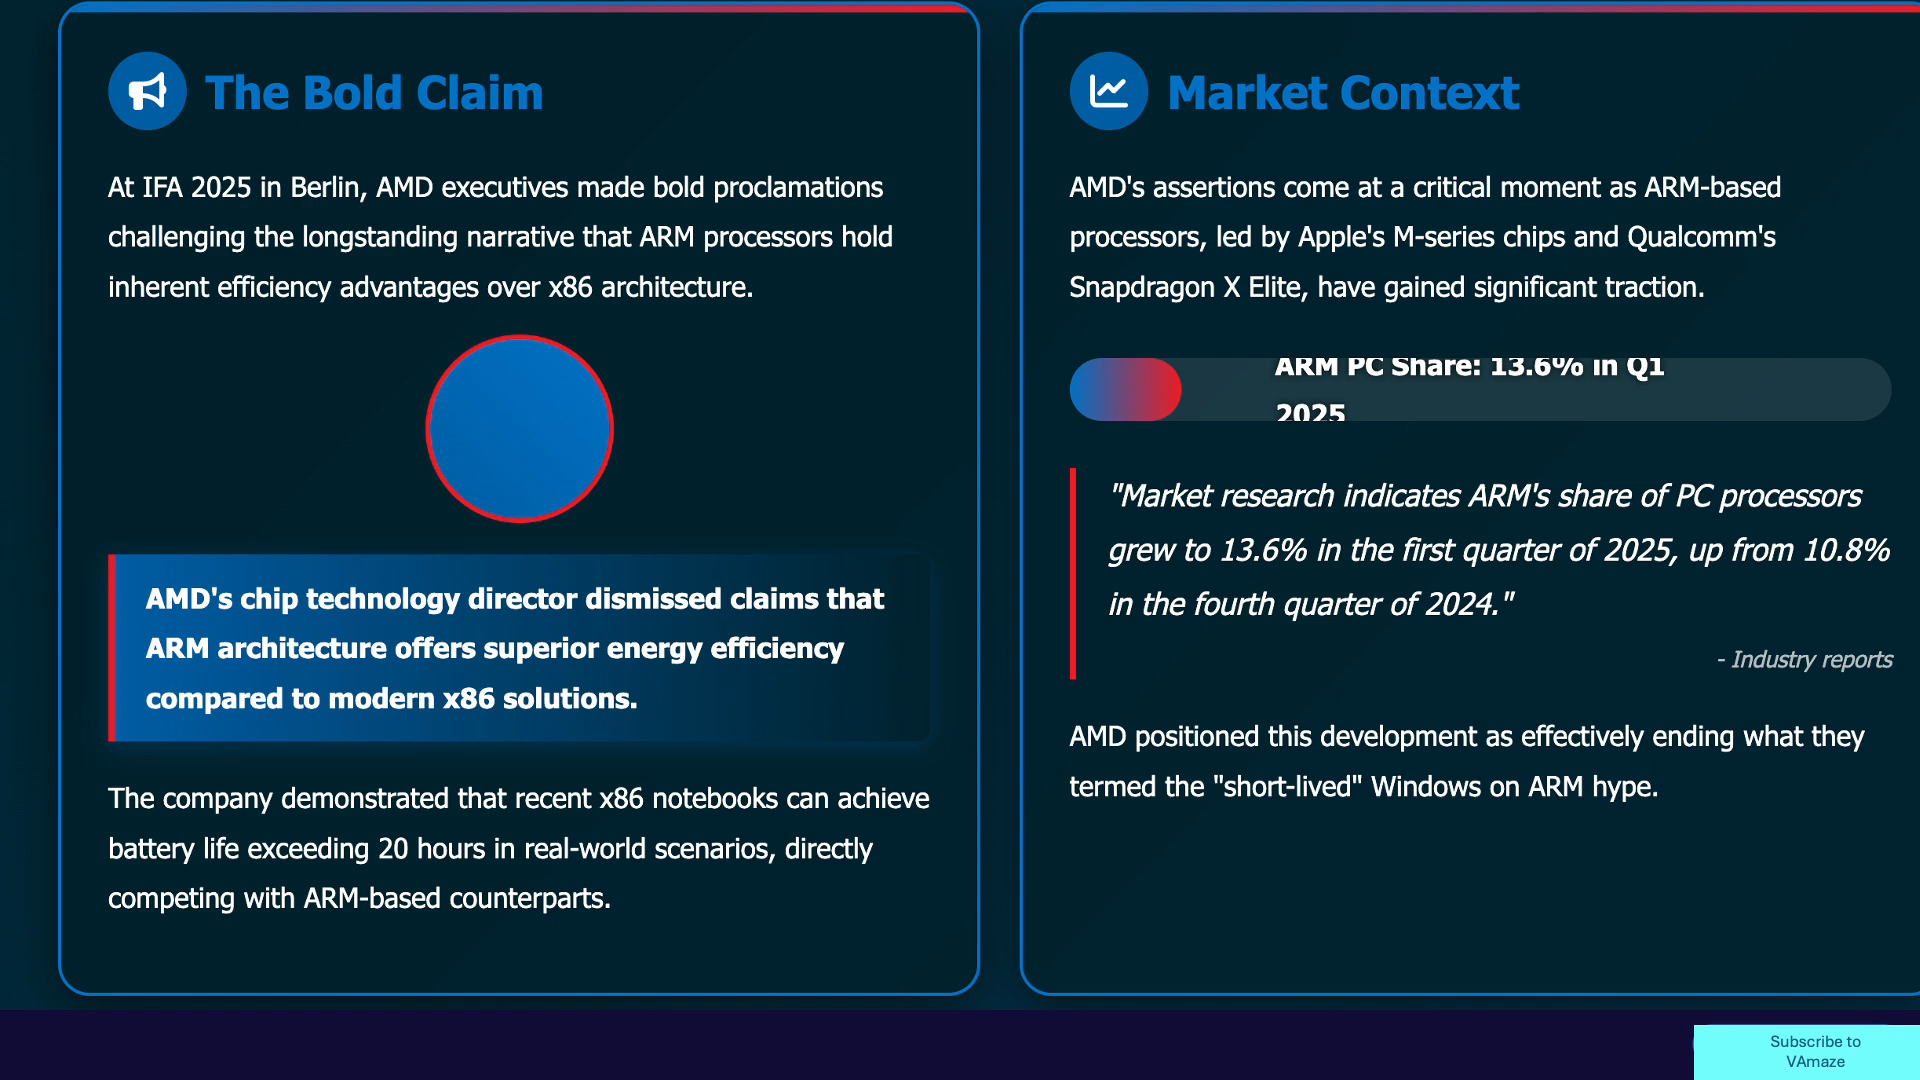 The Bold Claim
At IFA 2025 in Berlin, AMD executives made bold proclamations
challenging the longstanding narrative that ARM processors hold
inherent efficiency advantages over x86 architecture.
AMD's chip technology director dismissed claims that
ARM architecture offers superior energy efficiency
compared to modern x86 solutions.
The company demonstrated that recent x86 notebooks can achieve
battery life exceeding 20 hours in real-world scenarios, directly
competing with ARM-based counterparts.
Market Context
AMD's assertions come at a critical moment as ARM-based
processors, led by Apple's M-series chips and Qualcomm's
Snapdragon X Elite, have gained significant traction.
ARM PC Share: 13.6% in Q1
2025
"Market research indicates ARM's share of PC processors
grew to 13.6% in the first quarter of 2025, up from 10.8%
in the fourth quarter of 2024."
- Industry reports
AMD positioned this development as effectively ending what they
termed the "short-lived" Windows on ARM hype.
Subscribe to
VAmaze